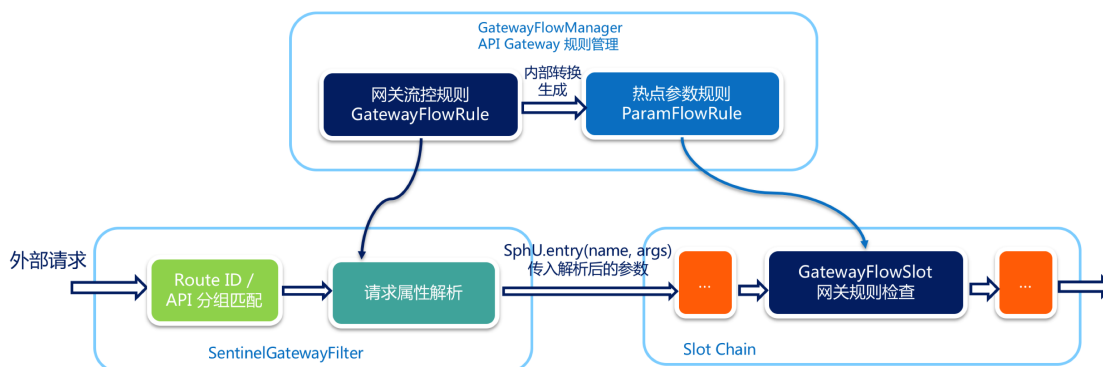 GatewayFlowManager
API Gateway 规则管理
网关流控规则
GatewayFlowRule
内部转换
生成
热点参数规则
ParamFlowRule
外部请求
Route ID /
API 分组匹配
请求属性解析
SentinelGatewayFilter
SphU.entry(name, args)
传入解析后的参数
...
GatewayFlowSlot
网关规则检查
...
Slot Chain